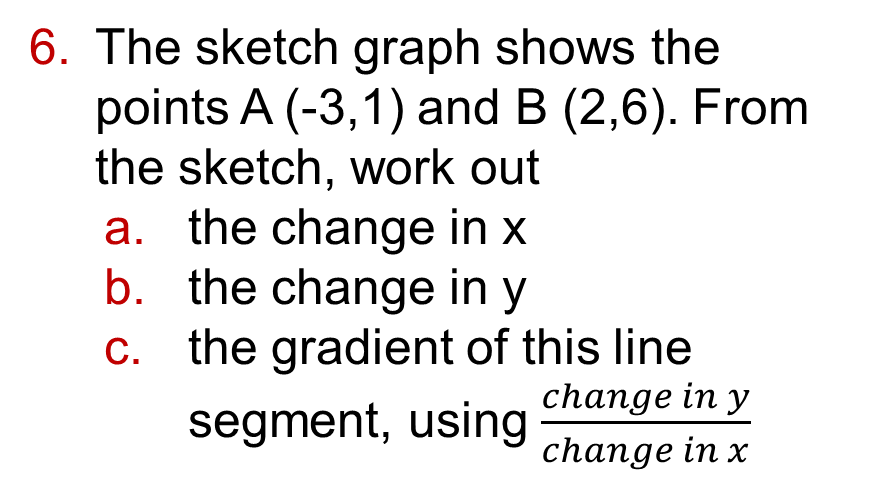 6. The sketch graph shows the
points A (-3,1) and B (2,6). From
the sketch, work out
a. the change in x
b. the change in y
c. the gradient of this line
segment, using \frac{change in y}{change in x}